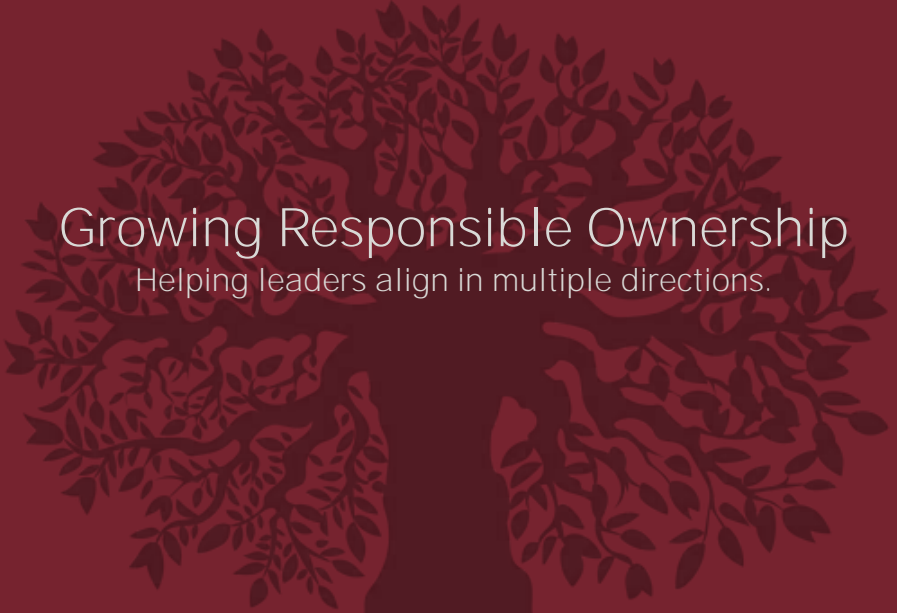 Growing Responsible Ownership
Helping leaders align in multiple directions.